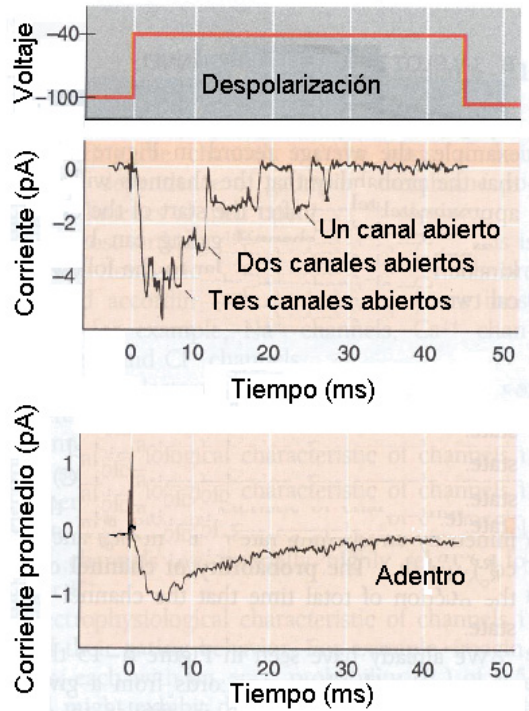 Voltaje
−40
−100
Despolarización
Corriente (pA)
0
−2
−4
Un canal abierto
Dos canales abiertos
Tres canales abiertos
0 10 20 30 40 50
Tiempo (ms)
Corriente promedio (pA)
1
0
−1
Adentro
0 10 20 30 40 50
Tiempo (ms)